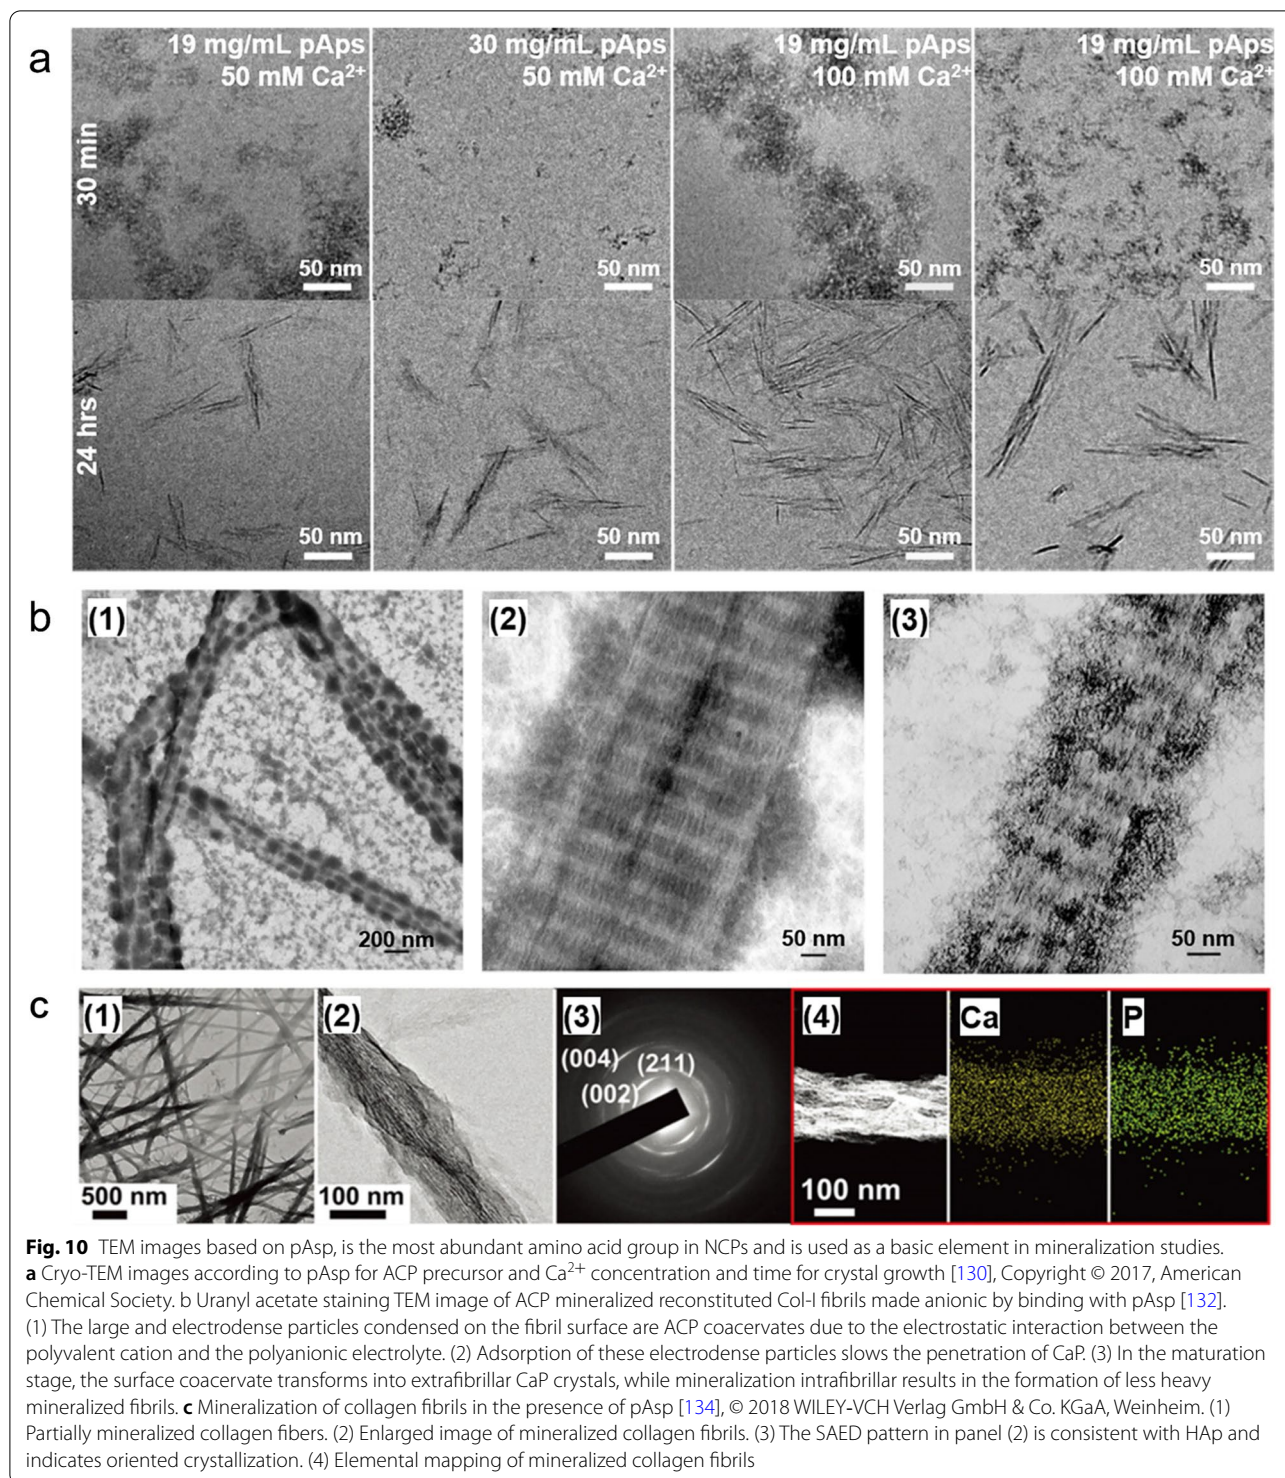 a
19 mg/mL pAps
50 mM Ca2+
30 mg/mL pAps
50 mM Ca2+
19 mg/mL pAps
100 mM Ca2+
19 mg/mL pAps
100 mM Ca2+
30 min
50 nm
50 nm
50 nm
50 nm
24 hrs
50 nm
50 nm
50 nm
50 nm
b
(1)
(2)
(3)
200 nm
50 nm
50 nm
c
(1)
(2)
(3)
(4)
Ca
P
(004)
(211)
(002)
500 nm
100 nm
100 nm
Fig. 10 TEM images based on pAsp, is the most abundant amino acid group in NCPs and is used as a basic element in mineralization studies.
a Cryo-TEM images according to pAsp for ACP precursor and Ca2+ concentration and time for crystal growth [130], Copyright © 2017, American
Chemical Society. b Uranyl acetate staining TEM image of ACP mineralized reconstituted Col-I fibrils made anionic by binding with pAsp [132].
(1) The large and electrodense particles condensed on the fibril surface are ACP coacervates due to the electrostatic interaction between the
polyvalent cation and the polyanionic electrolyte. (2) Adsorption of these electrodense particles slows the penetration of CaP. (3) In the maturation
stage, the surface coacervate transforms into extrafibrillar CaP crystals, while mineralization intrafibrillar results in the formation of less heavy
mineralized fibrils. c Mineralization of collagen fibrils in the presence of pAsp [134], © 2018 WILEY-VCH Verlag GmbH & Co. KGaA, Weinheim. (1)
Partially mineralized collagen fibers. (2) Enlarged image of mineralized collagen fibrils. (3) The SAED pattern in panel (2) is consistent with HAp and
indicates oriented crystallization. (4) Elemental mapping of mineralized collagen fibrils